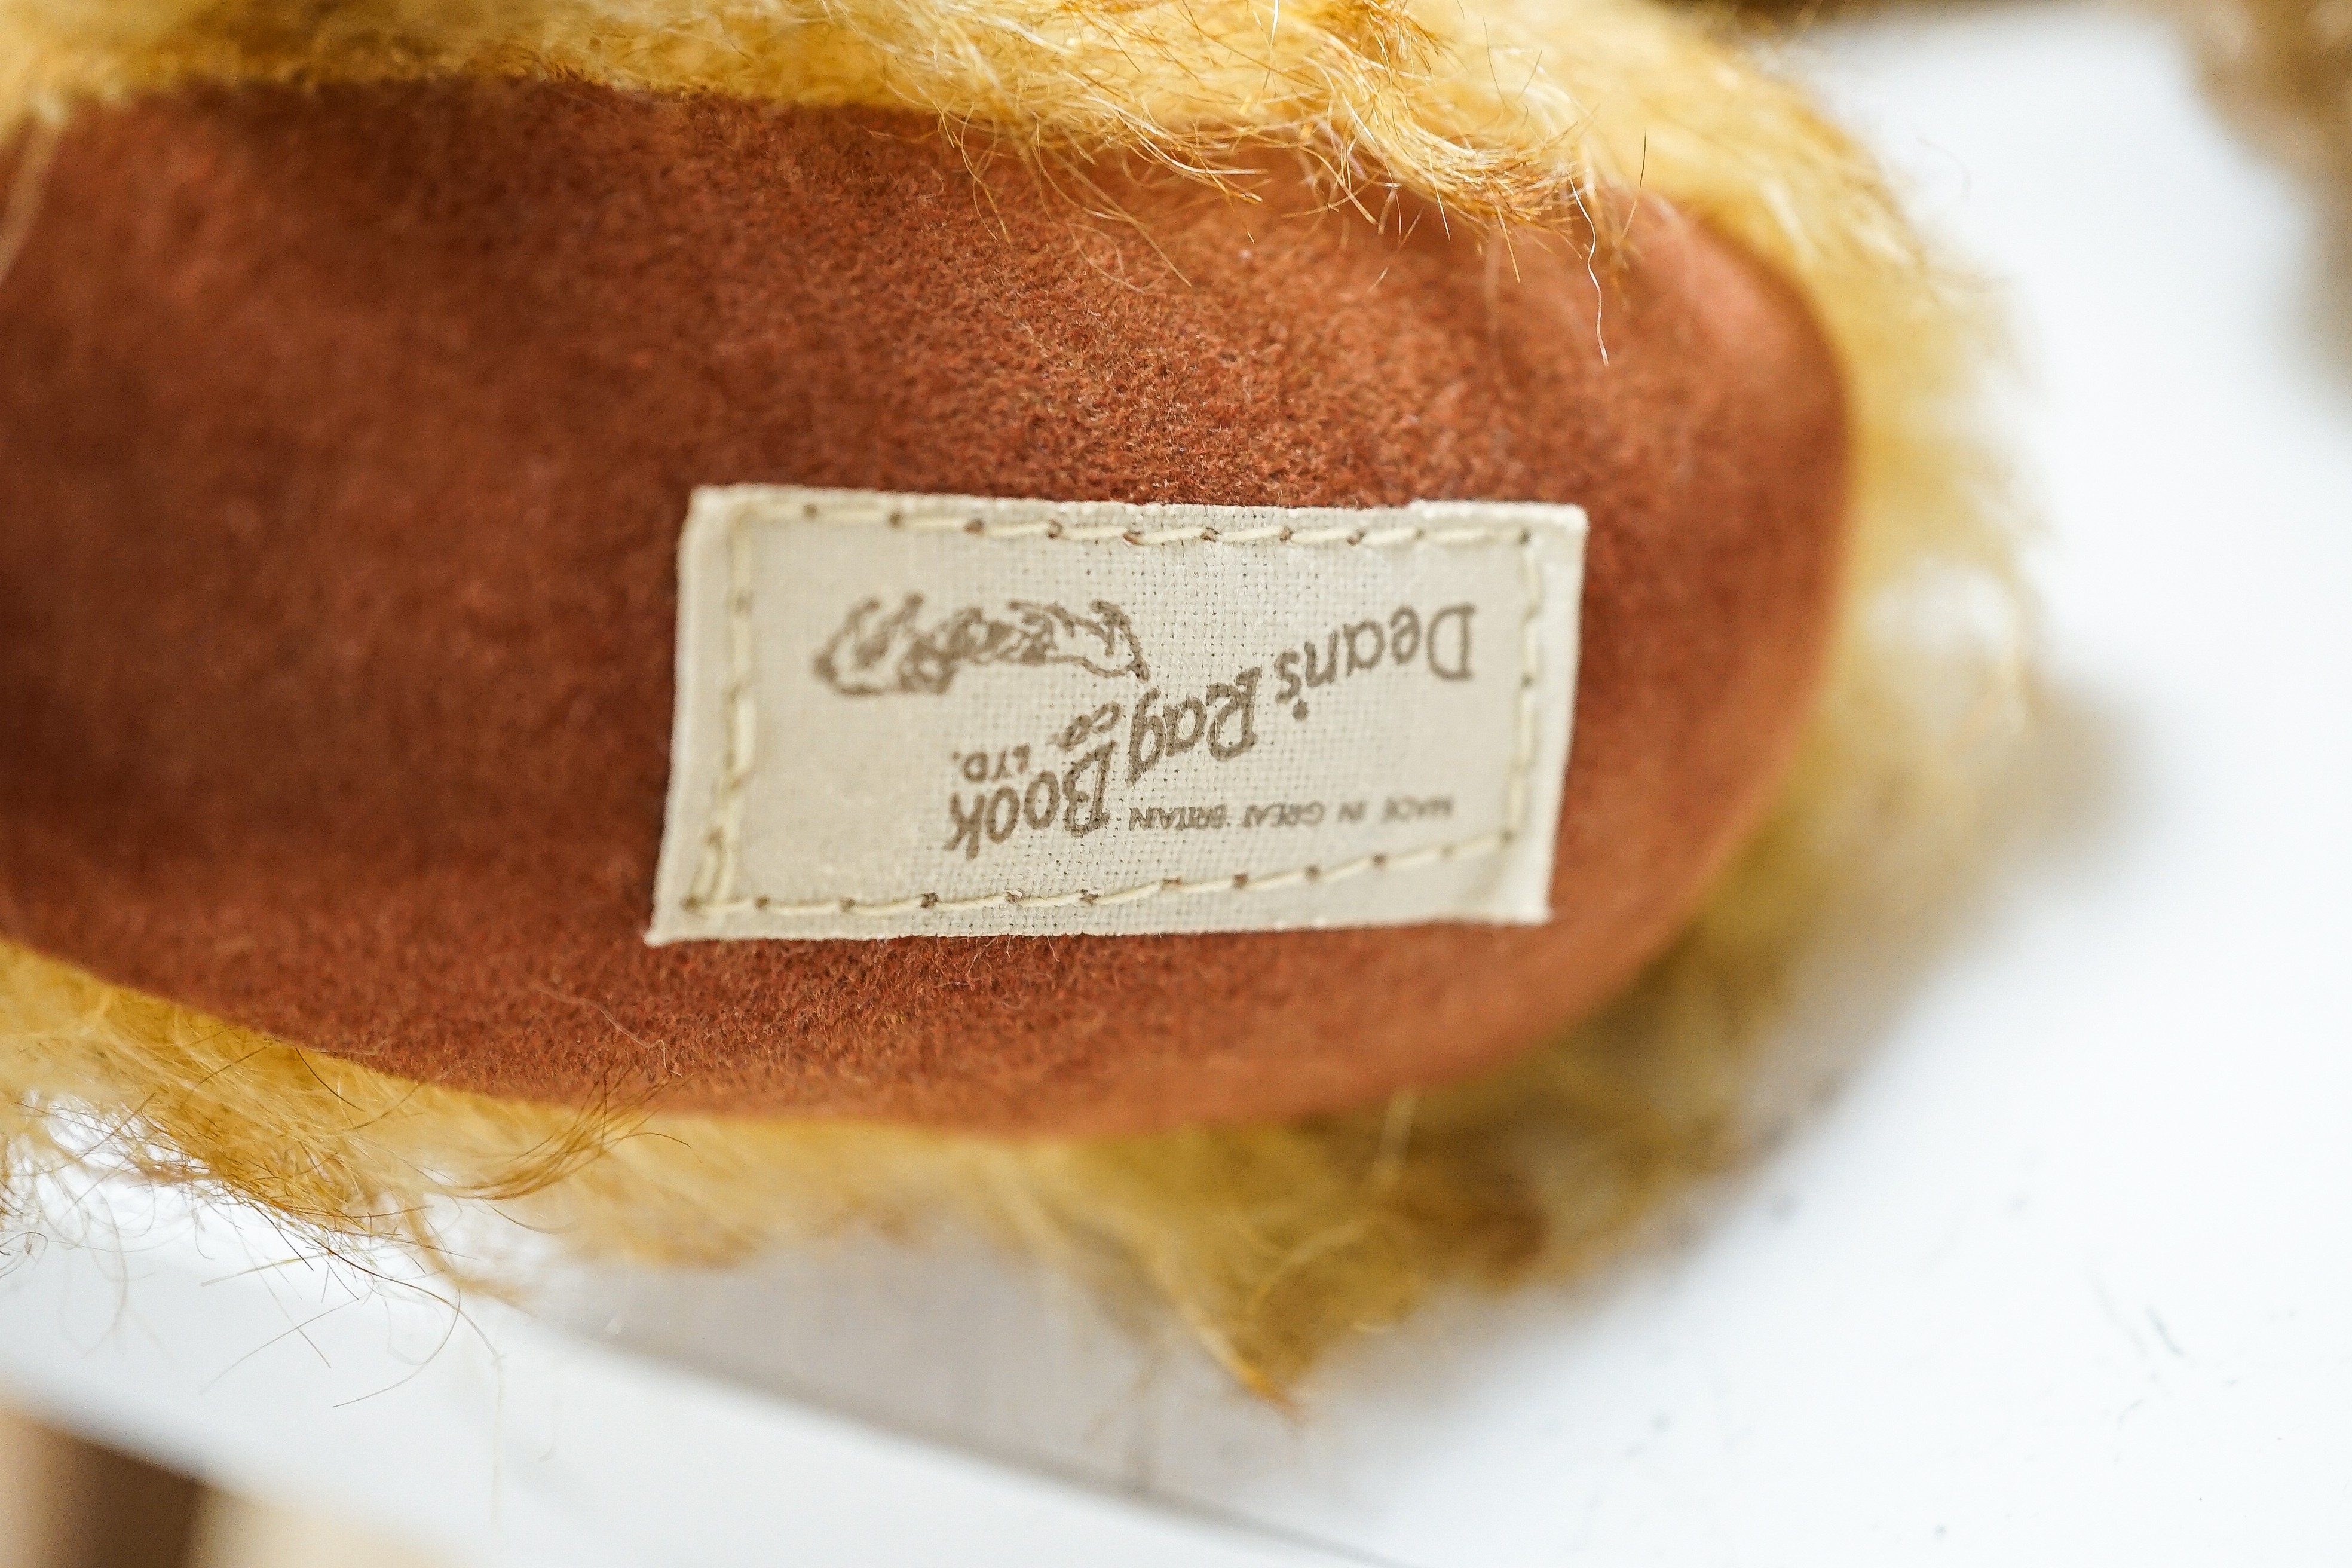 Dean's Rag Book
Co LTD.
MADE IN GREAT BRITAIN